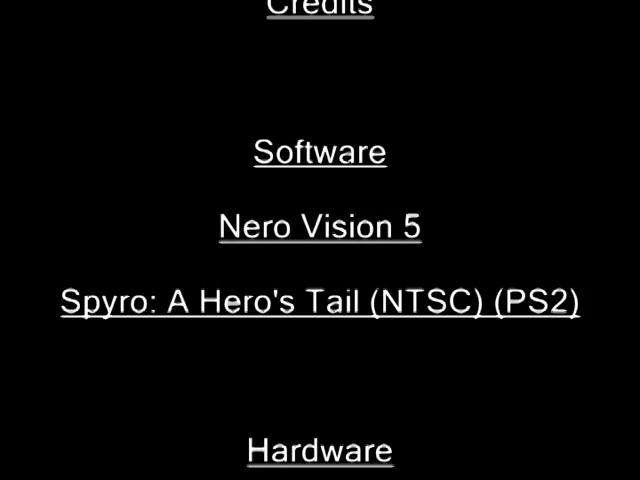 Credits
Software
Nero Vision 5
Spyro: A Hero's Tail (NTSC) (PS2)
Hardware